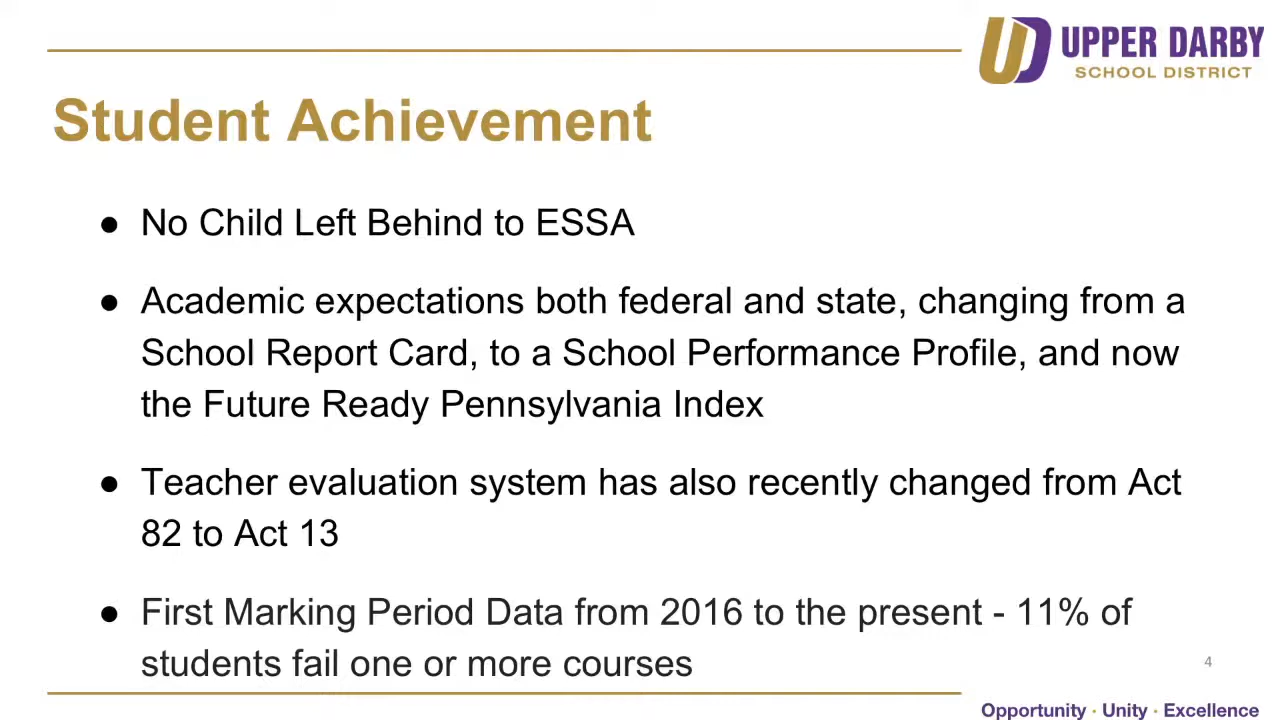 UPPER DARBY
SCHOOL DISTRICT
Student Achievement
● No Child Left Behind to ESSA
● Academic expectations both federal and state, changing from a
School Report Card, to a School Performance Profile, and now
the Future Ready Pennsylvania Index
● Teacher evaluation system has also recently changed from Act
82 to Act 13
● First Marking Period Data from 2016 to the present - 11% of
students fail one or more courses
4
Opportunity · Unity · Excellence